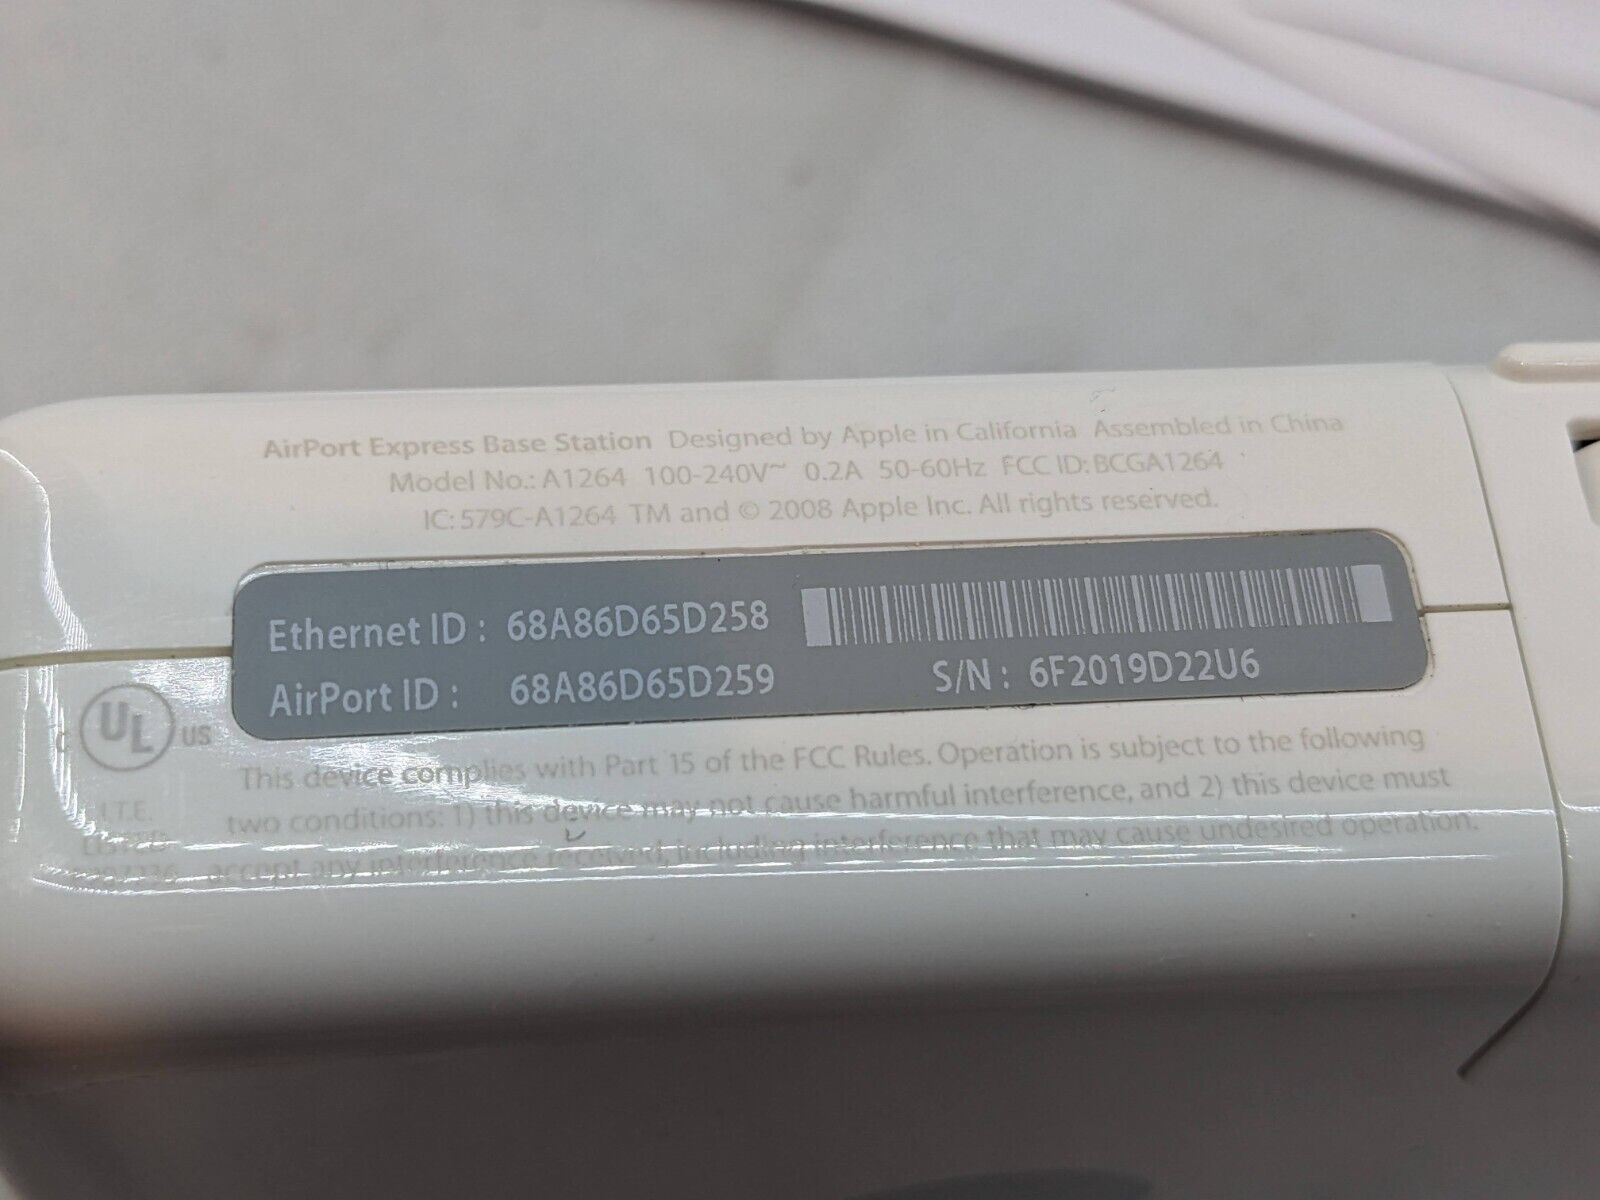 AirPort Express Base Station Designed by Apple in California Assembled in China
Model No.: A1264 100-240V~ 0.2A 50-60Hz FCC ID: BCGA1264
IC: 579C-A1264 TM and © 2008 Apple Inc. All rights reserved.
Ethernet ID : 68A86D65D258
AirPort ID : 68A86D65D259
S/N : 6F2019D22U6
c UL US
I.T.E.
LISTED
This device complies with Part 15 of the FCC Rules. Operation is subject to the following
two conditions: 1) this device may not cause harmful interference, and 2) this device must
accept any interference received, including interference that may cause undesired operation.